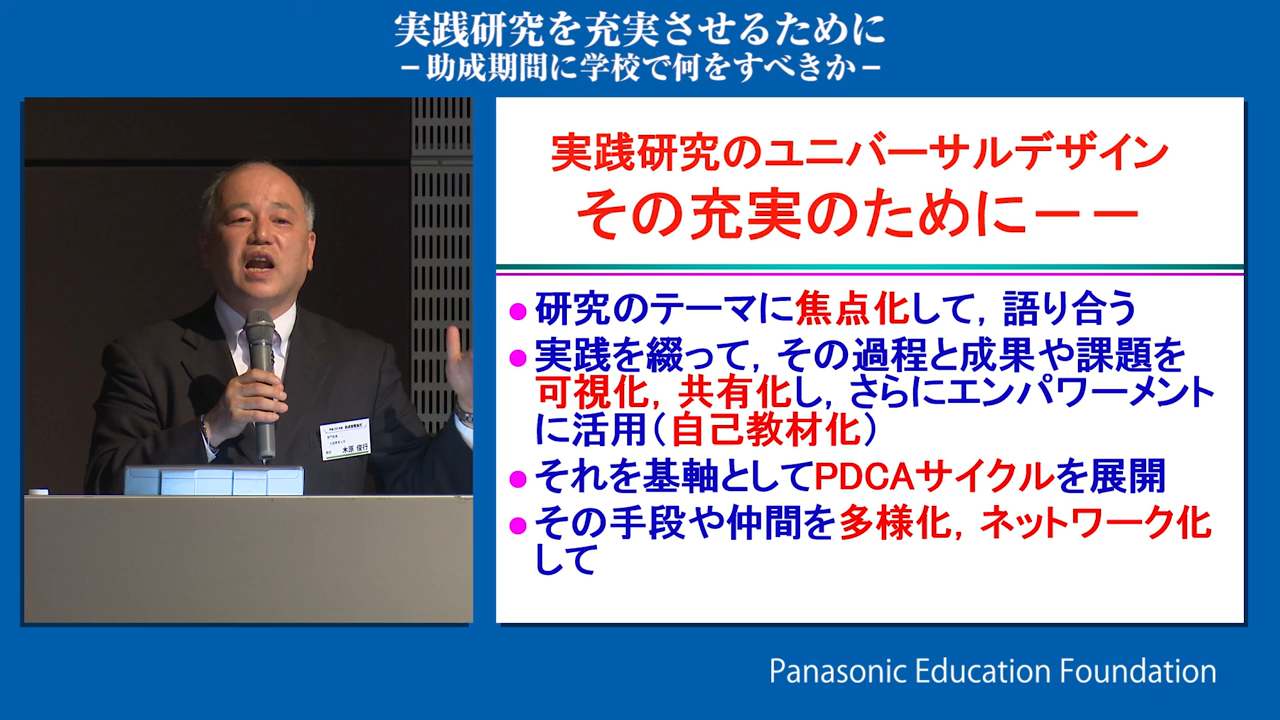 実践研究を充実させるために
－助成期間に学校で何をすべきか－
実践研究のユニバーサルデザイン
その充実のために－－
●研究のテーマに焦点化して，語り合う
●実践を綴って，その過程と成果や課題を
可視化，共有化し，さらにエンパワーメント
に活用（自己教材化）
●それを基軸としてPDCAサイクルを展開
●その手段や仲間を多様化，ネットワーク化
して
木原 俊行
Panasonic Education Foundation